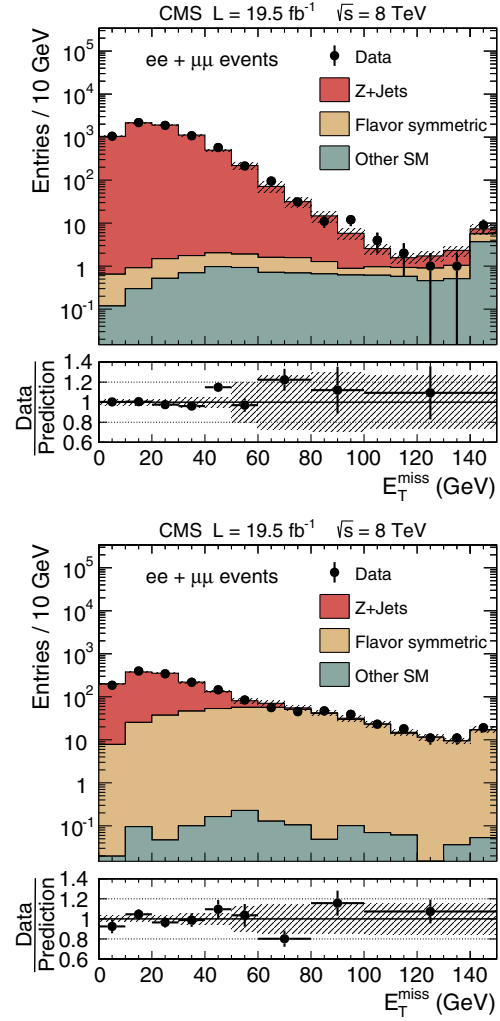 CMS L = 19.5 fb⁻¹ √s = 8 TeV
ee + μμ events
Data
Z+Jets
Flavor symmetric
Other SM
Entries / 10 GeV
10⁵
10⁴
10³
10²
10
1
10⁻¹
Data
Prediction
1.4
1.2
1.0
0.8
0.6
0 20 40 60 80 100 120 140
E_T^miss (GeV)
CMS L = 19.5 fb⁻¹ √s = 8 TeV
ee + μμ events
Data
Z+Jets
Flavor symmetric
Other SM
Entries / 10 GeV
10⁵
10⁴
10³
10²
10
1
10⁻¹
Data
Prediction
1.4
1.2
1
0.8
0.6
0 20 40 60 80 100 120 140
E_T^miss (GeV)